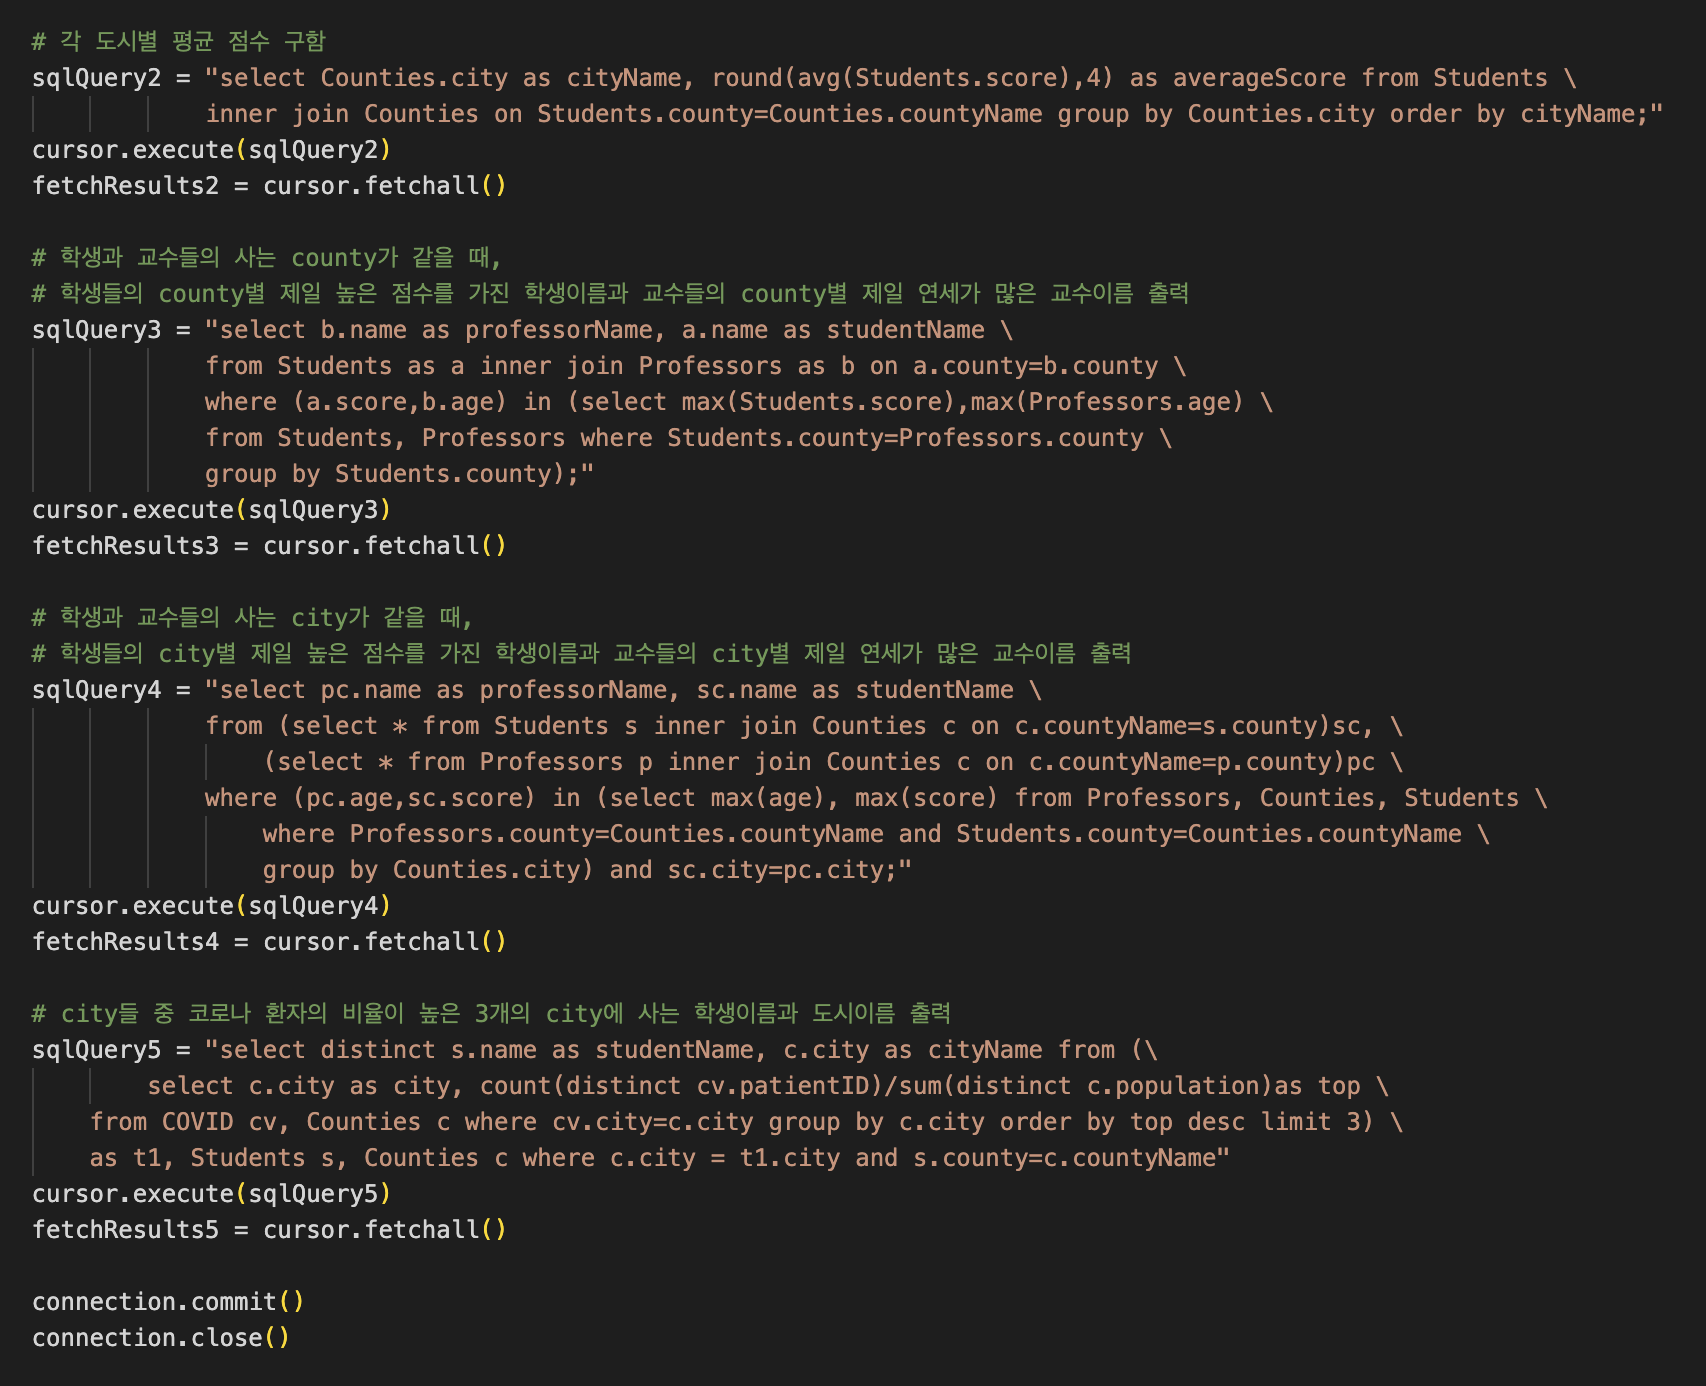 # 각 도시별 평균 점수 구함
sqlQuery2 = "select Counties.city as cityName, round(avg(Students.score),4) as averageScore from Students \
inner join Counties on Students.county=Counties.countyName group by Counties.city order by cityName;"
cursor.execute(sqlQuery2)
fetchResults2 = cursor.fetchall()
# 학생과 교수들의 사는 county가 같을 때,
# 학생들의 county별 제일 높은 점수를 가진 학생이름과 교수들의 county별 제일 연세가 많은 교수이름 출력
sqlQuery3 = "select b.name as professorName, a.name as studentName \
from Students as a inner join Professors as b on a.county=b.county \
where (a.score,b.age) in (select max(Students.score),max(Professors.age) \
from Students, Professors where Students.county=Professors.county \
group by Students.county);"
cursor.execute(sqlQuery3)
fetchResults3 = cursor.fetchall()
# 학생과 교수들의 사는 city가 같을 때,
# 학생들의 city별 제일 높은 점수를 가진 학생이름과 교수들의 city별 제일 연세가 많은 교수이름 출력
sqlQuery4 = "select pc.name as professorName, sc.name as studentName \
from (select * from Students s inner join Counties c on c.countyName=s.county)sc, \
(select * from Professors p inner join Counties c on c.countyName=p.county)pc \
where (pc.age,sc.score) in (select max(age), max(score) from Professors, Counties, Students \
where Professors.county=Counties.countyName and Students.county=Counties.countyName \
group by Counties.city) and sc.city=pc.city;"
cursor.execute(sqlQuery4)
fetchResults4 = cursor.fetchall()
# city들 중 코로나 환자의 비율이 높은 3개의 city에 사는 학생이름과 도시이름 출력
sqlQuery5 = "select distinct s.name as studentName, c.city as cityName from (\
select c.city as city, count(distinct cv.patientID)/sum(distinct c.population)as top \
from COVID cv, Counties c where cv.city=c.city group by c.city order by top desc limit 3) \
as t1, Students s, Counties c where c.city = t1.city and s.county=c.countyName"
cursor.execute(sqlQuery5)
fetchResults5 = cursor.fetchall()
connection.commit()
connection.close()